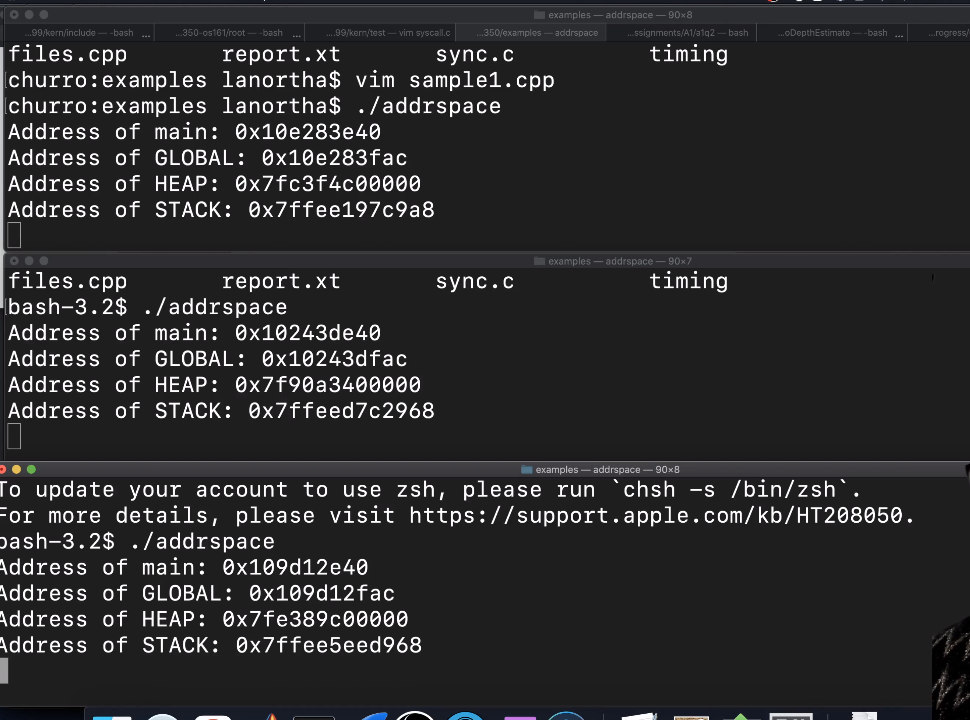 examples — addrspace — 90×8
...99/kern/include — -bash ... ...350-os161/root — -bash ... ...99/kern/test — vim syscall.c ...350/examples — addrspace ...ssignments/A1/a1q2 — bash ...oDepthEstimate — -bash ... ...rogress/
files.cpp report.xt sync.c timing
churro:examples lanortha$ vim sample1.cpp
churro:examples lanortha$ ./addrspace
Address of main: 0x10e283e40
Address of GLOBAL: 0x10e283fac
Address of HEAP: 0x7fc3f4c00000
Address of STACK: 0x7ffee197c9a8
examples — addrspace — 90×7
files.cpp report.xt sync.c timing
bash-3.2$ ./addrspace
Address of main: 0x10243de40
Address of GLOBAL: 0x10243dfac
Address of HEAP: 0x7f90a3400000
Address of STACK: 0x7ffeed7c2968
examples — addrspace — 90×8
To update your account to use zsh, please run `chsh -s /bin/zsh`.
For more details, please visit https://support.apple.com/kb/HT208050.
bash-3.2$ ./addrspace
Address of main: 0x109d12e40
Address of GLOBAL: 0x109d12fac
Address of HEAP: 0x7fe389c00000
Address of STACK: 0x7ffee5eed968